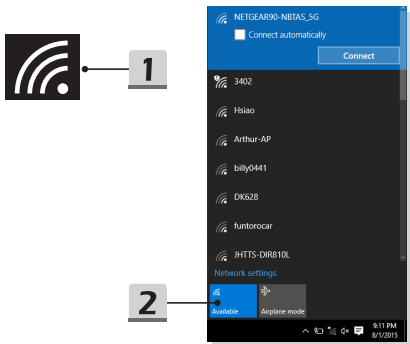 1
NETGEAR90-NBTAS_5G
Connect automatically
Connect
3402
Hsiao
Arthur-AP
billy0441
DK628
funtorocar
JHTTS-DIR810L
Network settings
2
Available
Airplane mode
9:11 PM
8/1/2015